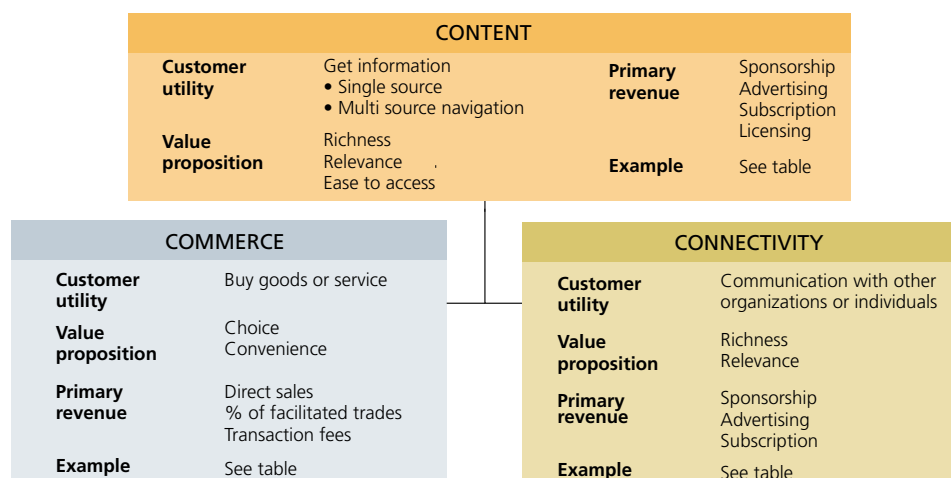 CONTENT
Customer utility
Get information
• Single source
• Multi source navigation
Value proposition
Richness
Relevance
Ease to access
Primary revenue
Sponsorship
Advertising
Subscription
Licensing
Example
See table
COMMERCE
Customer utility
Buy goods or service
Value proposition
Choice
Convenience
Primary revenue
Direct sales
% of facilitated trades
Transaction fees
Example
See table
CONNECTIVITY
Customer utility
Communication with other
organizations or individuals
Value proposition
Richness
Relevance
Primary revenue
Sponsorship
Advertising
Subscription
Example
See table